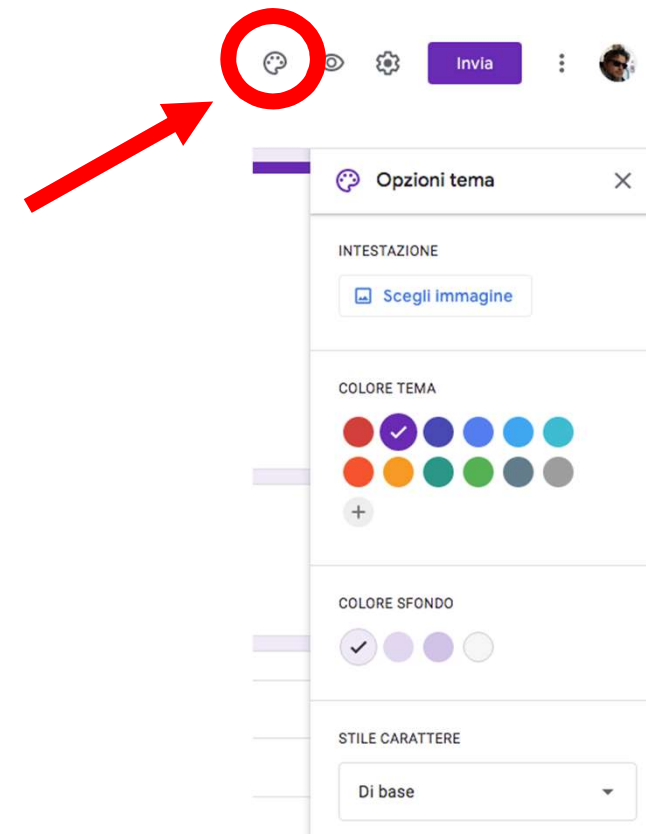 Invia
Opzioni tema
INTESTAZIONE
Scegli immagine
COLORE TEMA
COLORE SFONDO
STILE CARATTERE
Di base